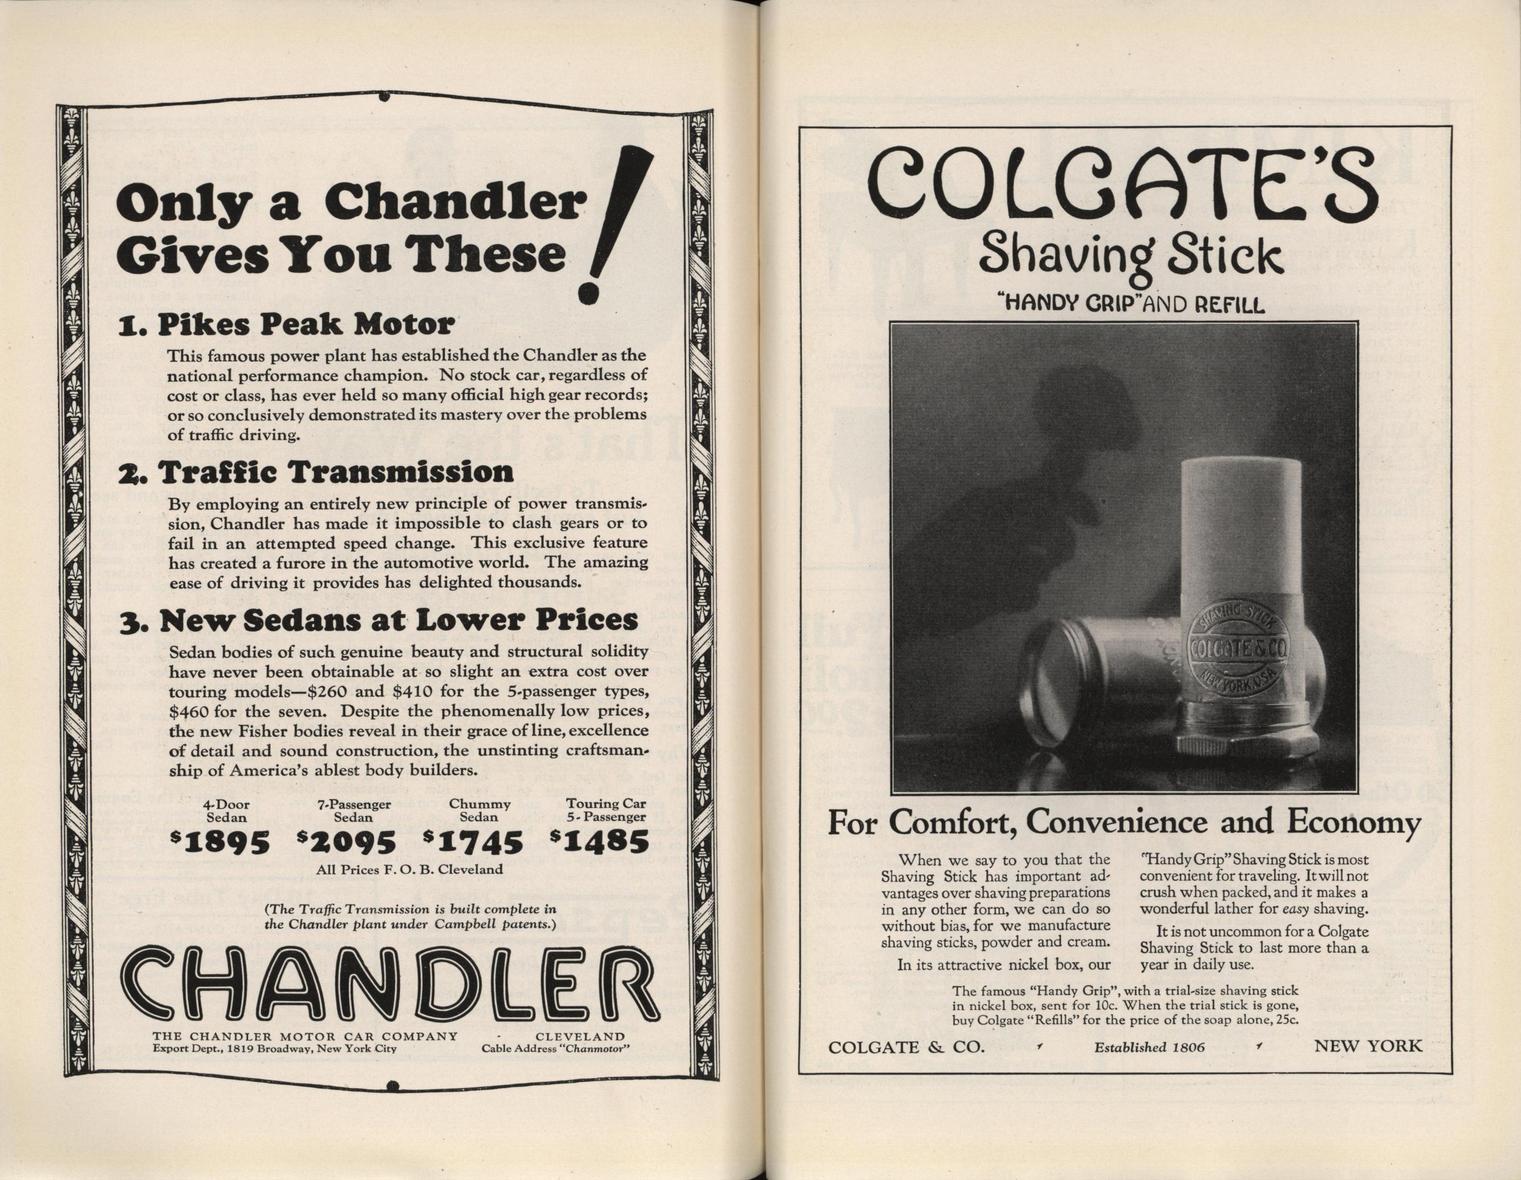 Only a Chandler
Gives You These!
1. Pikes Peak Motor
This famous power plant has established the Chandler as the
national performance champion. No stock car, regardless of
cost or class, has ever held so many official high gear records;
or so conclusively demonstrated its mastery over the problems
of traffic driving.
2. Traffic Transmission
By employing an entirely new principle of power transmis-
sion, Chandler has made it impossible to clash gears or to
fail in an attempted speed change. This exclusive feature
has created a furore in the automotive world. The amazing
ease of driving it provides has delighted thousands.
3. New Sedans at Lower Prices
Sedan bodies of such genuine beauty and structural solidity
have never been obtainable at so slight an extra cost over
touring models—$260 and $410 for the 5-passenger types,
$460 for the seven. Despite the phenomenally low prices,
the new Fisher bodies reveal in their grace of line, excellence
of detail and sound construction, the unstinting craftsman-
ship of America's ablest body builders.
4-Door 7-Passenger Chummy Touring Car
Sedan Sedan Sedan 5-Passenger
$1895 $2095 $1745 $1485
All Prices F. O. B. Cleveland
(The Traffic Transmission is built complete in
the Chandler plant under Campbell patents.)
CHANDLER
THE CHANDLER MOTOR CAR COMPANY - CLEVELAND
Export Dept., 1819 Broadway, New York City Cable Address "Chanmotor"
COLGATE'S
Shaving Stick
"HANDY GRIP" AND REFILL
SHAVING STICK
COLGATE & CO.
NEW YORK, U.S.A.
For Comfort, Convenience and Economy
When we say to you that the
Shaving Stick has important ad-
vantages over shaving preparations
in any other form, we can do so
without bias, for we manufacture
shaving sticks, powder and cream.
In its attractive nickel box, our
"Handy Grip" Shaving Stick is most
convenient for traveling. It will not
crush when packed, and it makes a
wonderful lather for easy shaving.
It is not uncommon for a Colgate
Shaving Stick to last more than a
year in daily use.
The famous "Handy Grip", with a trial-size shaving stick
in nickel box, sent for 10c. When the trial stick is gone,
buy Colgate "Refills" for the price of the soap alone, 25c.
COLGATE & CO. Established 1806 NEW YORK